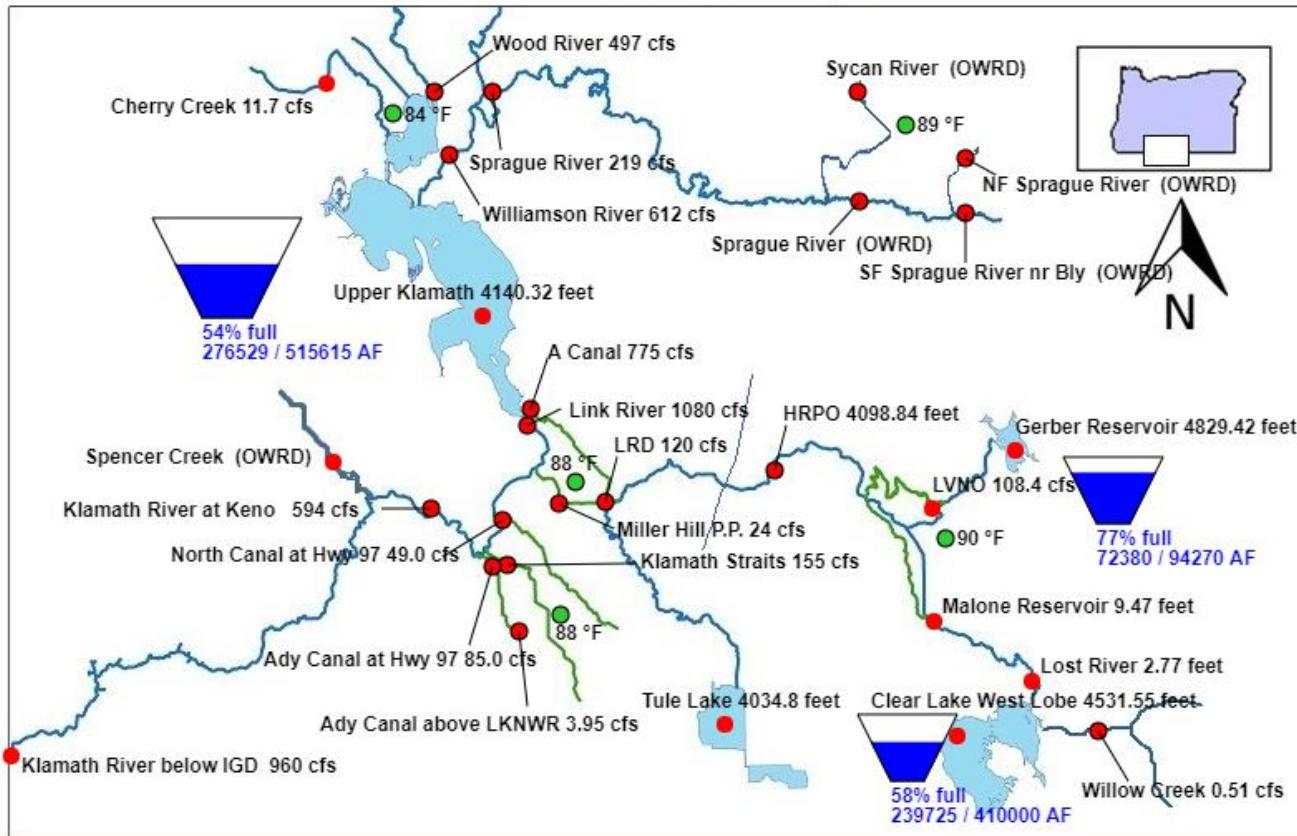 Wood River 497 cfs
Sycan River (OWRD)
Cherry Creek 11.7 cfs
84 °F
89 °F
Sprague River 219 cfs
NF Sprague River (OWRD)
Williamson River 612 cfs
Sprague River (OWRD)
SF Sprague River nr Bly (OWRD)
N
Upper Klamath 4140.32 feet
54% full
276529 / 515615 AF
A Canal 775 cfs
Link River 1080 cfs
HRPO 4098.84 feet
Gerber Reservoir 4829.42 feet
LRD 120 cfs
Spencer Creek (OWRD)
88 °F
LVNO 108.4 cfs
Klamath River at Keno 594 cfs
Miller Hill P.P. 24 cfs
90 °F
77% full
72380 / 94270 AF
North Canal at Hwy 97 49.0 cfs
Klamath Straits 155 cfs
Malone Reservoir 9.47 feet
88 °F
Ady Canal at Hwy 97 85.0 cfs
Lost River 2.77 feet
Tule Lake 4034.8 feet
Clear Lake West Lobe 4531.55 feet
Ady Canal above LKNWR 3.95 cfs
Klamath River below IGD 960 cfs
58% full
239725 / 410000 AF
Willow Creek 0.51 cfs